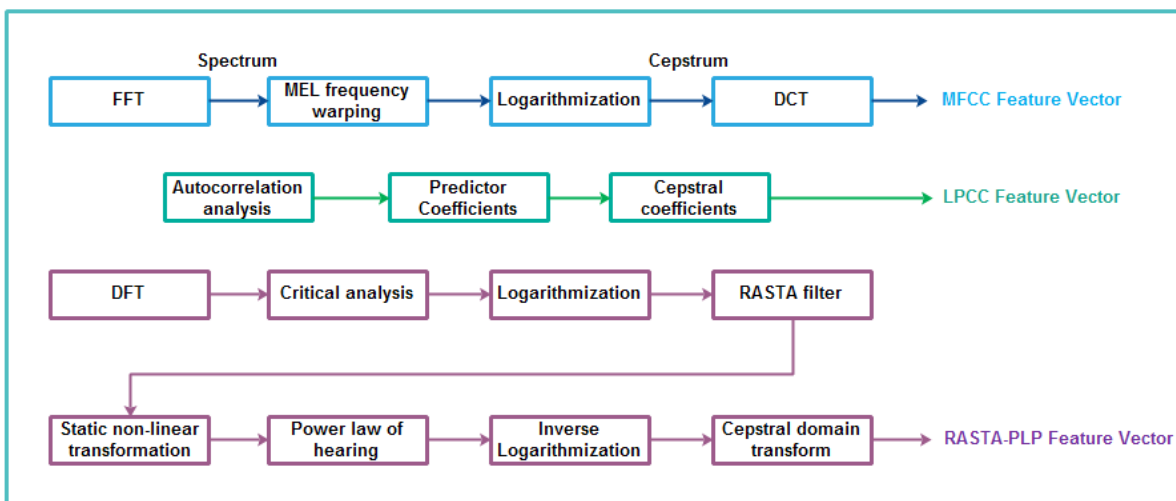 Spectrum
Cepstrum
FFT
MEL frequency
warping
Logarithmization
DCT
MFCC Feature Vector
Autocorrelation
analysis
Predictor
Coefficients
Cepstral
coefficients
LPCC Feature Vector
DFT
Critical analysis
Logarithmization
RASTA filter
Static non-linear
transformation
Power law of
hearing
Inverse
Logarithmization
Cepstral domain
transform
RASTA-PLP Feature Vector